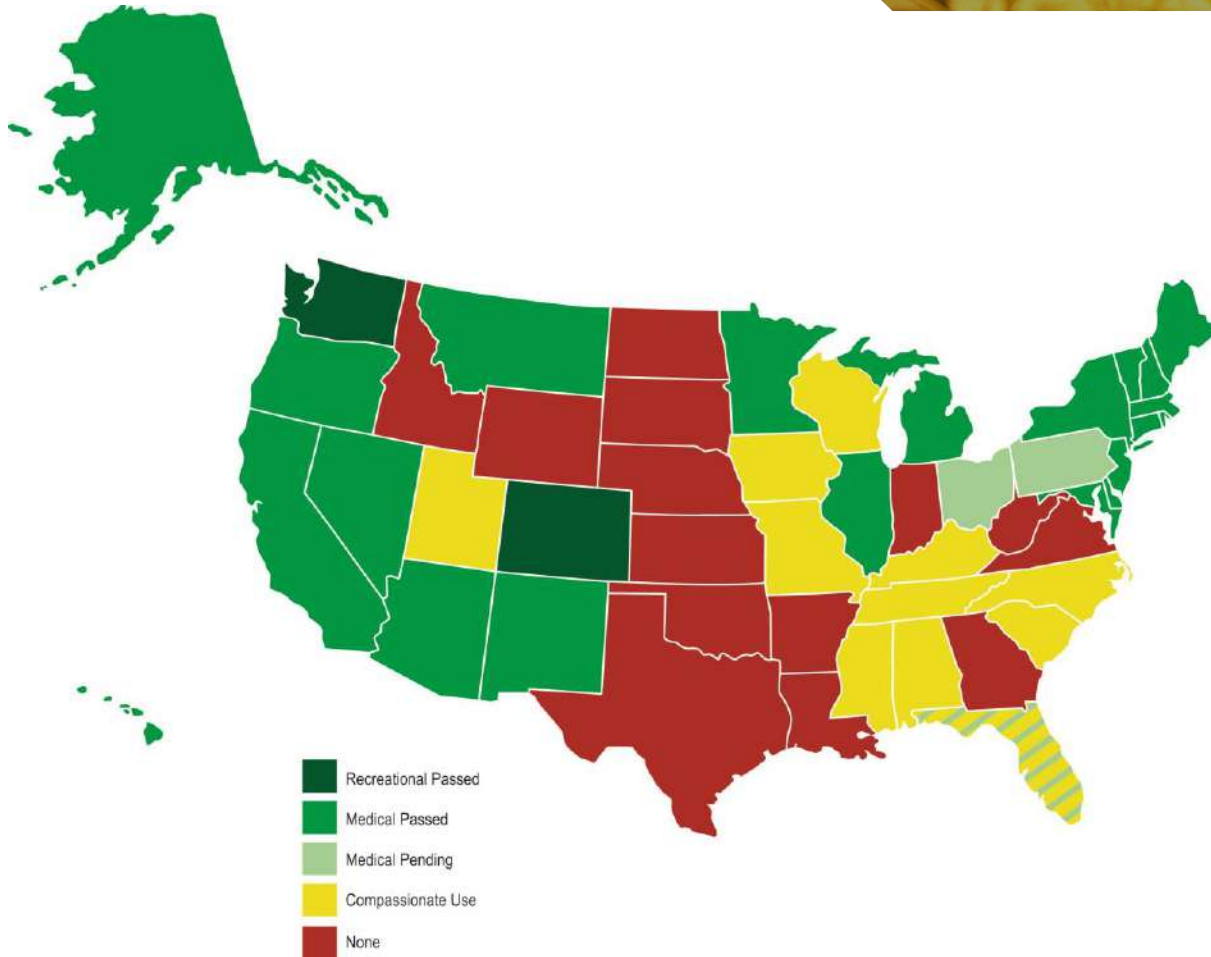 Recreational Passed
Medical Passed
Medical Pending
Compassionate Use
None